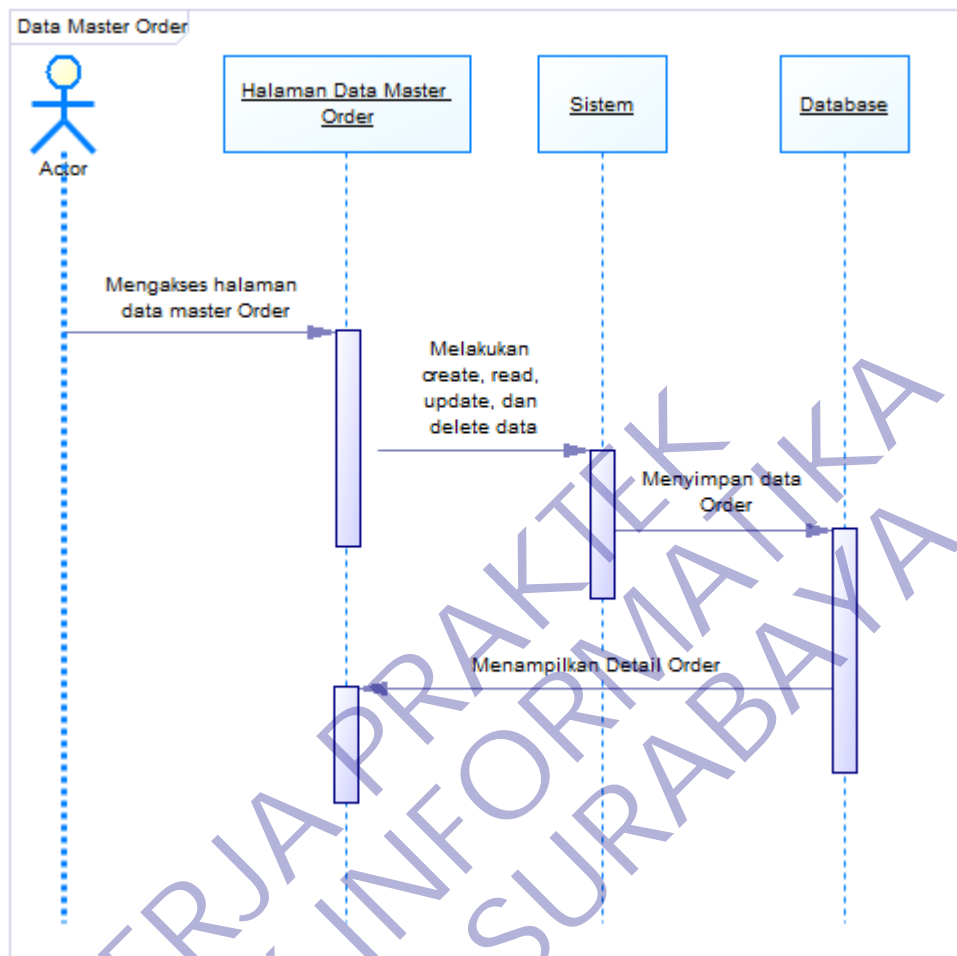 Data Master Order
Halaman Data Master
Order
Sistem
Database
Actor
Mengakses halaman
data master Order
Melakukan
create, read,
update, dan
delete data
Menyimpan data
Order
Menampilkan Detail Order
ERJA PRAKTEK
K INFORMATIKA
SURABAYA